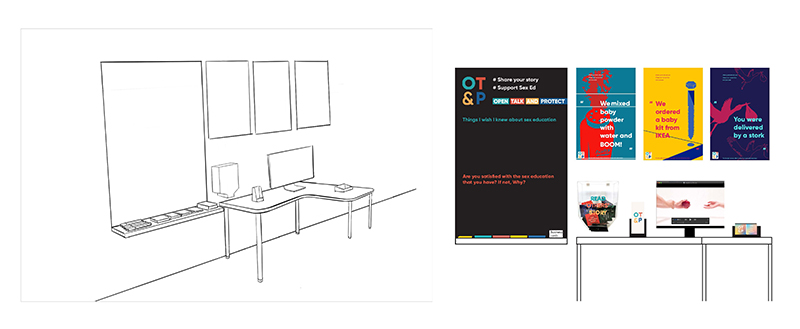 OT
&P
# Share your story
# Support Sex Ed
OPEN TALK AND PROTECT
Things I wish I knew about sex education
Are you satisfied with the sex education
that you have? If not, Why?
"We mixed
baby
powder
with
water and
BOOM!
"We
ordered
a baby
kit from
IKEA
You were
delivered
by a stork
READ
STORY
OT
&P